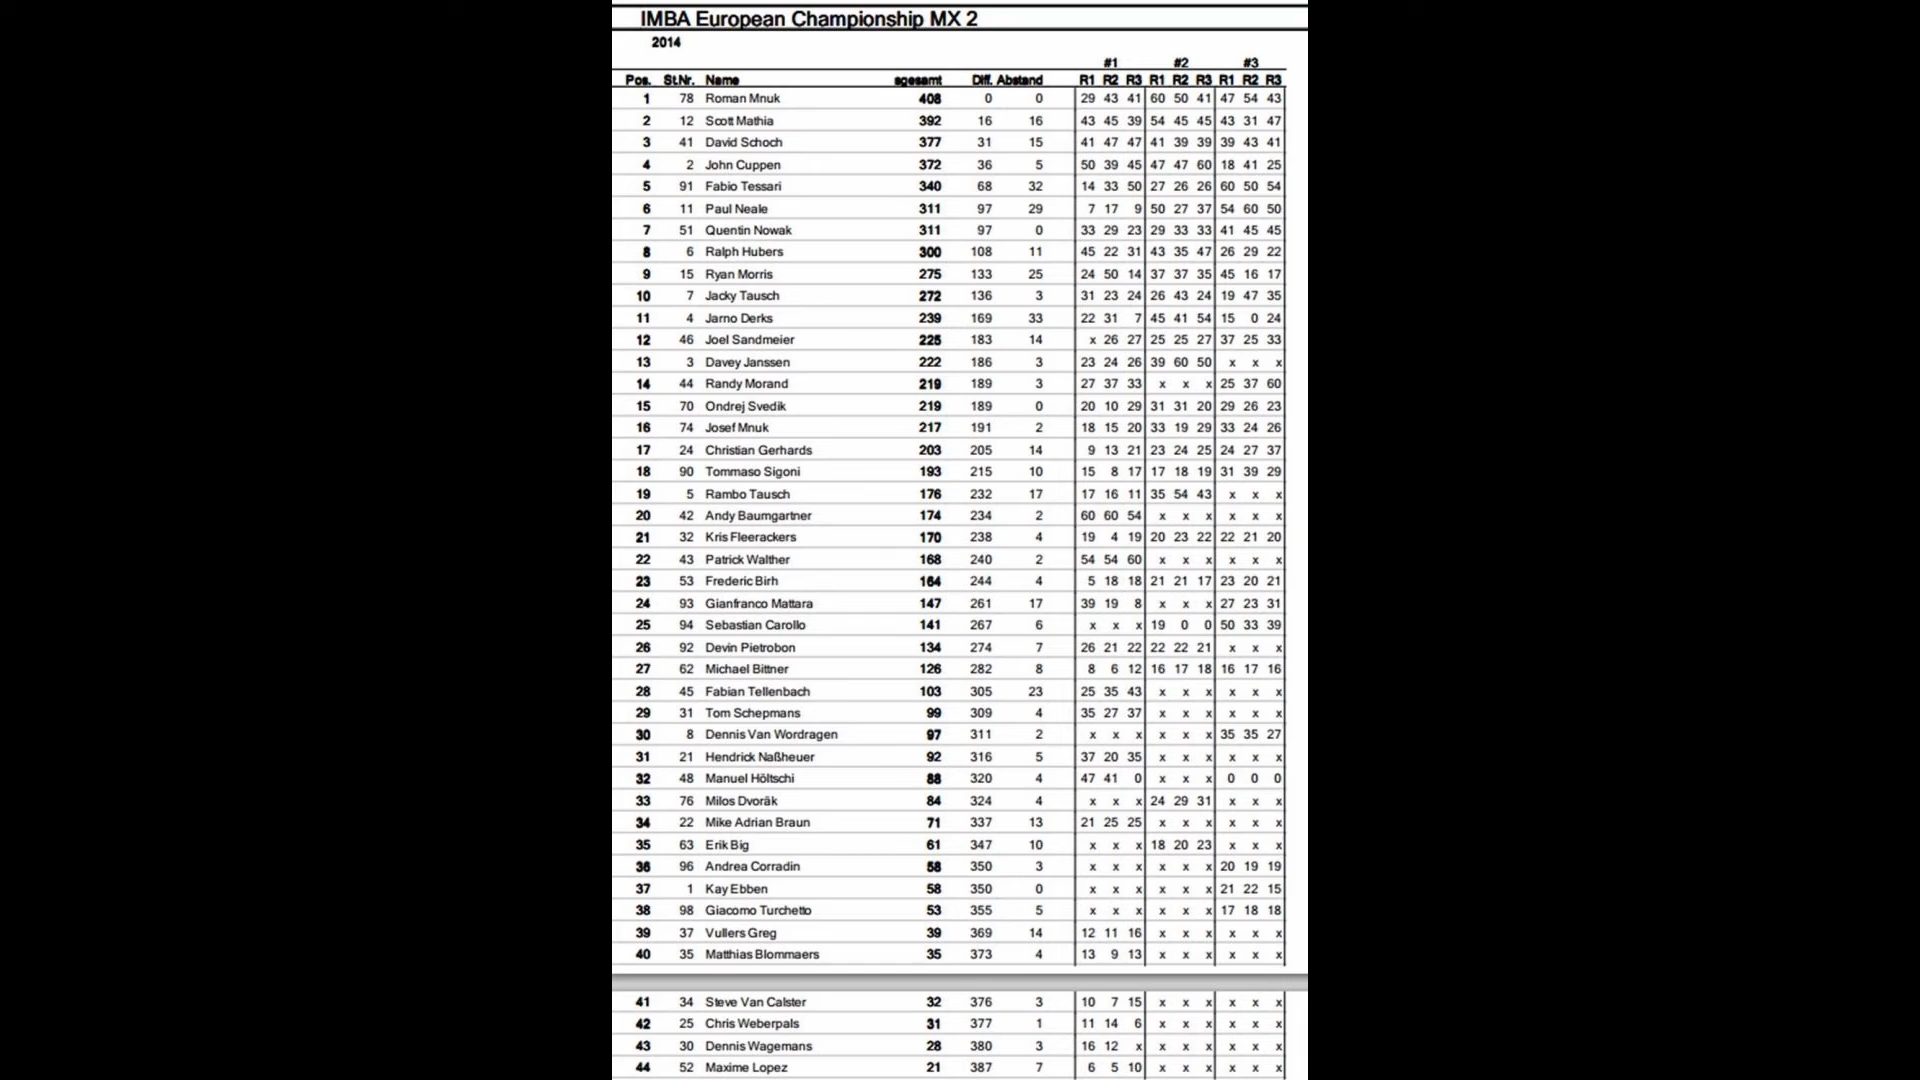 IMBA European Championship MX 2
2014
#1 #2 #3
Pos. St.Nr. Name sgesamt Diff. Abstand R1 R2 R3 R1 R2 R3 R1 R2 R3
1 78 Roman Mnuk 408 0 0 29 43 41 60 50 41 47 54 43
2 12 Scott Mathia 392 16 16 43 45 39 54 45 45 43 31 47
3 41 David Schoch 377 31 15 41 47 47 41 39 39 39 43 41
4 2 John Cuppen 372 36 5 50 39 45 47 47 60 18 41 25
5 91 Fabio Tessari 340 68 32 14 33 50 27 26 26 60 50 54
6 11 Paul Neale 311 97 29 7 17 9 50 27 37 54 60 50
7 51 Quentin Nowak 311 97 0 33 29 23 29 33 33 41 45 45
8 6 Ralph Hubers 300 108 11 45 22 31 43 35 47 26 29 22
9 15 Ryan Morris 275 133 25 24 50 14 37 37 35 45 16 17
10 7 Jacky Tausch 272 136 3 31 23 24 26 43 24 19 47 35
11 4 Jarno Derks 239 169 33 22 31 7 45 41 54 15 0 24
12 46 Joel Sandmeier 225 183 14 x 26 27 25 25 27 37 25 33
13 3 Davey Janssen 222 186 3 23 24 26 39 60 50 x x x
14 44 Randy Morand 219 189 3 27 37 33 x x x 25 37 60
15 70 Ondrej Svedik 219 189 0 20 10 29 31 31 20 29 26 23
16 74 Josef Mnuk 217 191 2 18 15 20 33 19 29 33 24 26
17 24 Christian Gerhards 203 205 14 9 13 21 23 24 25 24 27 37
18 90 Tommaso Sigoni 193 215 10 15 8 17 17 18 19 31 39 29
19 5 Rambo Tausch 176 232 17 17 16 11 35 54 43 x x x
20 42 Andy Baumgartner 174 234 2 60 60 54 x x x x x x
21 32 Kris Fleerackers 170 238 4 19 4 19 20 23 22 22 21 20
22 43 Patrick Walther 168 240 2 54 54 60 x x x x x x
23 53 Frederic Birh 164 244 4 5 18 18 21 21 17 23 20 21
24 93 Gianfranco Mattara 147 261 17 39 19 8 x x x 27 23 31
25 94 Sebastian Carollo 141 267 6 x x x 19 0 0 50 33 39
26 92 Devin Pietrobon 134 274 7 26 21 22 22 22 21 x x x
27 62 Michael Bittner 126 282 8 8 6 12 16 17 18 16 17 16
28 45 Fabian Tellenbach 103 305 23 25 35 43 x x x x x x
29 31 Tom Schepmans 99 309 4 35 27 37 x x x x x x
30 8 Dennis Van Wordragen 97 311 2 x x x x x x 35 35 27
31 21 Hendrick Naßheuer 92 316 5 37 20 35 x x x x x x
32 48 Manuel Höltschi 88 320 4 47 41 0 x x x 0 0 0
33 76 Milos Dvorák 84 324 4 x x x 24 29 31 x x x
34 22 Mike Adrian Braun 71 337 13 21 25 25 x x x x x x
35 63 Erik Big 61 347 10 x x x 18 20 23 x x x
36 96 Andrea Corradin 58 350 3 x x x x x x 20 19 19
37 1 Kay Ebben 58 350 0 x x x x x x 21 22 15
38 98 Giacomo Turchetto 53 355 5 x x x x x x 17 18 18
39 37 Vullers Greg 39 369 14 12 11 16 x x x x x x
40 35 Matthias Blommaers 35 373 4 13 9 13 x x x x x x
41 34 Steve Van Calster 32 376 3 10 7 15 x x x x x x
42 25 Chris Weberpals 31 377 1 11 14 6 x x x x x x
43 30 Dennis Wagemans 28 380 3 16 12 x x x x x x x
44 52 Maxime Lopez 21 387 7 6 5 10 x x x x x x